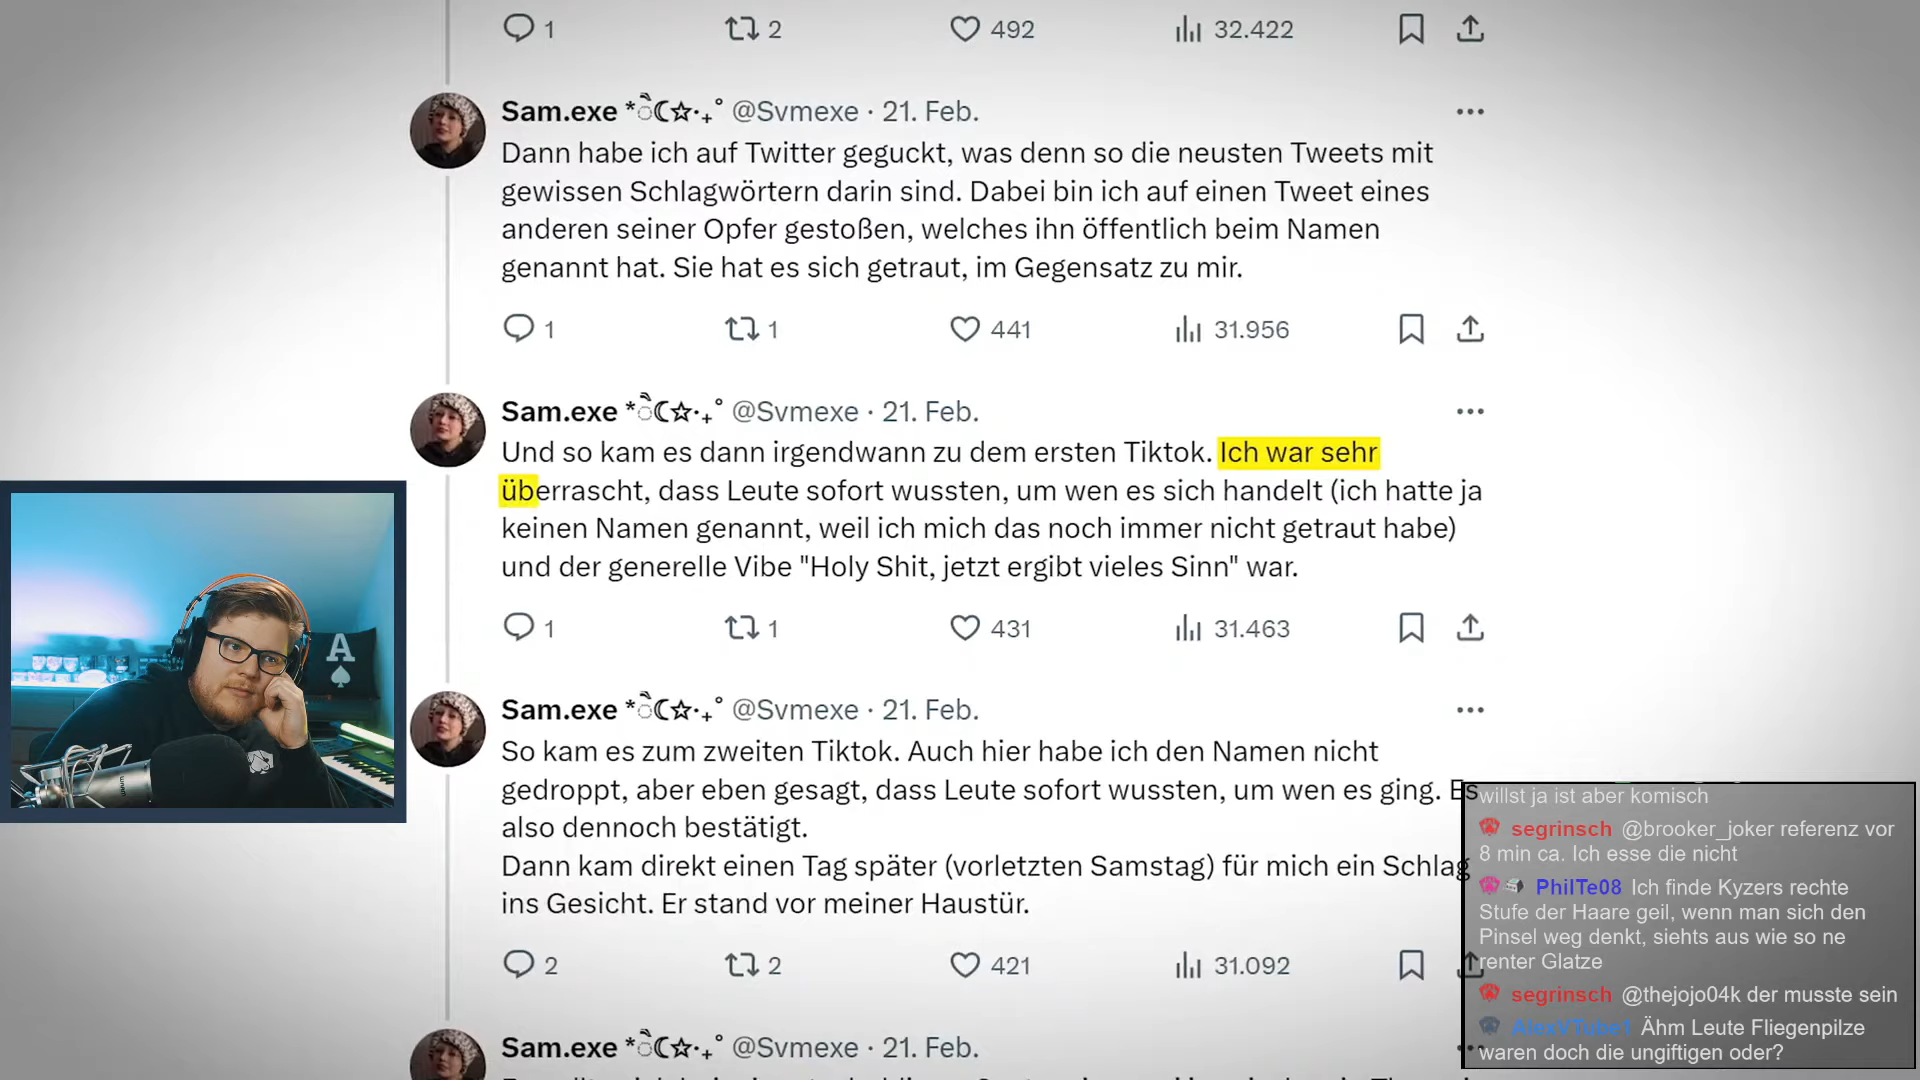 1 2 492 32.422
Sam.exe @Svmexe · 21. Feb.
Dann habe ich auf Twitter geguckt, was denn so die neusten Tweets mit
gewissen Schlagwörtern darin sind. Dabei bin ich auf einen Tweet eines
anderen seiner Opfer gestoßen, welches ihn öffentlich beim Namen
genannt hat. Sie hat es sich getraut, im Gegensatz zu mir.
1 1 441 31.956
Sam.exe @Svmexe · 21. Feb.
Und so kam es dann irgendwann zu dem ersten Tiktok. Ich war sehr
überrascht, dass Leute sofort wussten, um wen es sich handelt (ich hatte ja
keinen Namen genannt, weil ich mich das noch immer nicht getraut habe)
und der generelle Vibe "Holy Shit, jetzt ergibt vieles Sinn" war.
1 1 431 31.463
Sam.exe @Svmexe · 21. Feb.
So kam es zum zweiten Tiktok. Auch hier habe ich den Namen nicht
gedroppt, aber eben gesagt, dass Leute sofort wussten, um wen es ging. Es
also dennoch bestätigt.
Dann kam direkt einen Tag später (vorletzten Samstag) für mich ein Schlag
ins Gesicht. Er stand vor meiner Haustür.
2 2 421 31.092
Sam.exe @Svmexe · 21. Feb.
A
willst ja ist aber komisch
segrinsch @brooker_joker referenz vor
8 min ca. Ich esse die nicht
PhilTe08 Ich finde Kyzers rechte
Stufe der Haare geil, wenn man sich den
Pinsel weg denkt, siehts aus wie so ne
renter Glatze
segrinsch @thejojo04k der musste sein
AlexVTube1 Ähm Leute Fliegenpilze
waren doch die ungiftigen oder?